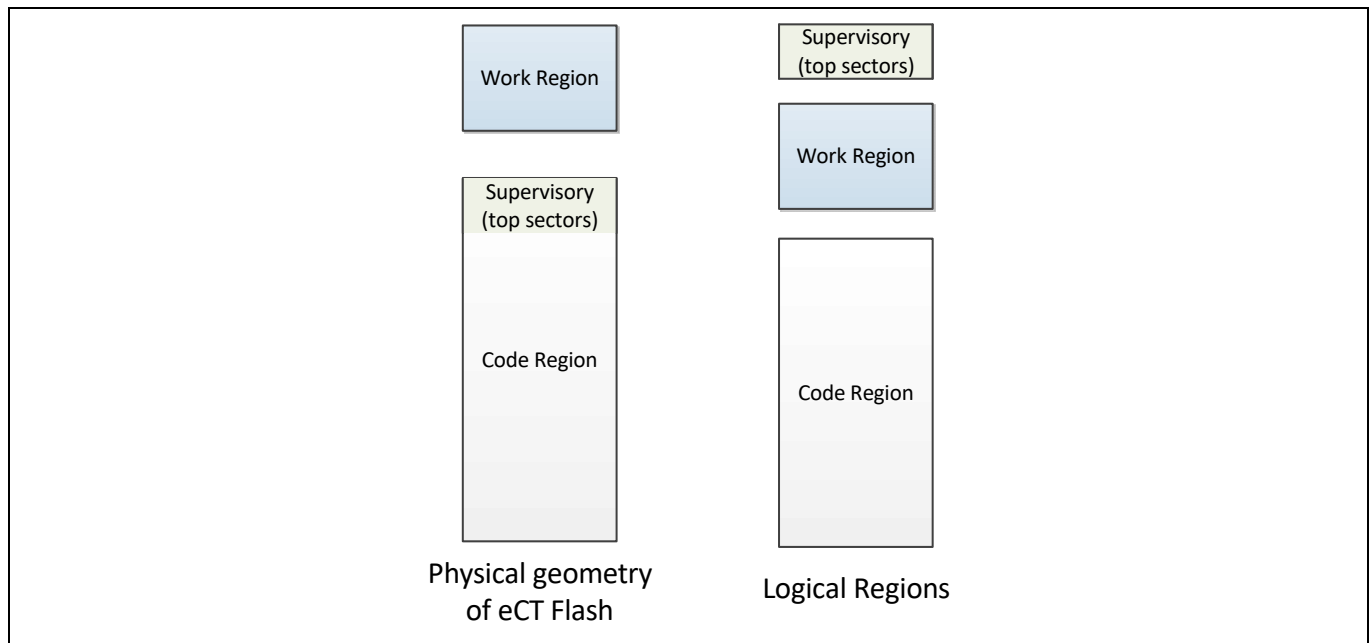 Work Region
Supervisory
(top sectors)
Code Region
Physical geometry
of eCT Flash
Supervisory
(top sectors)
Work Region
Code Region
Logical Regions